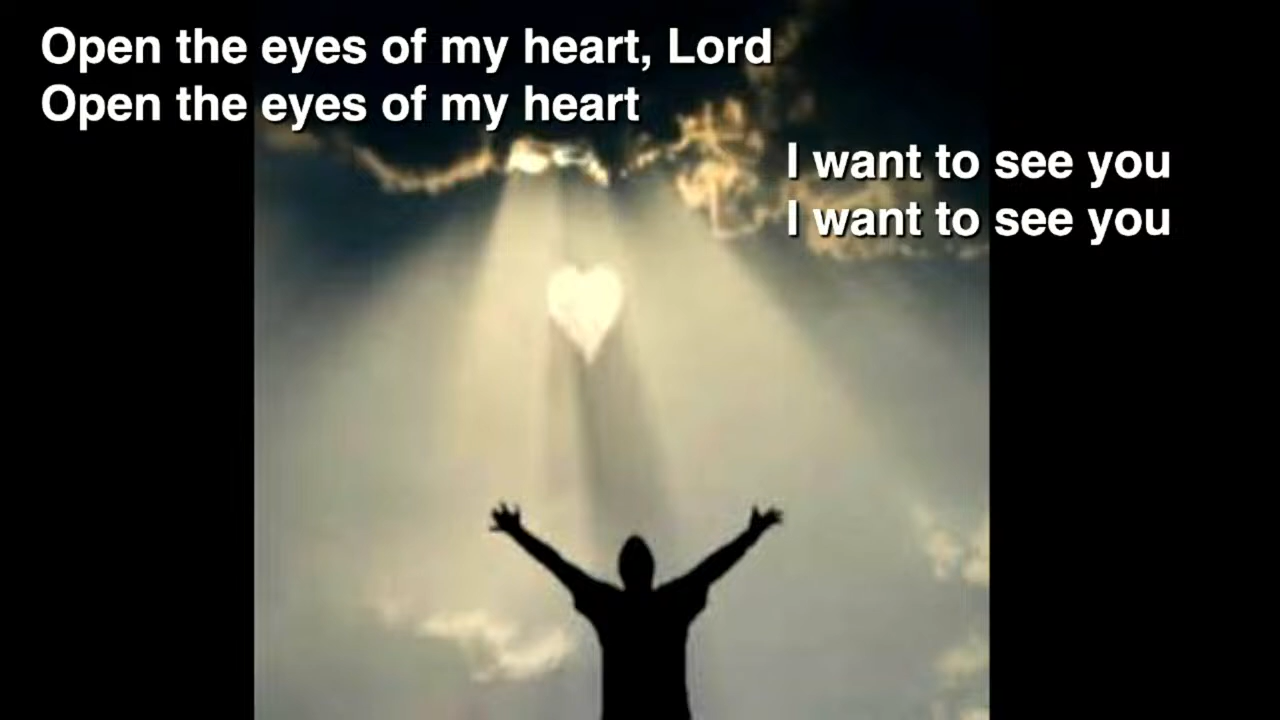 Open the eyes of my heart, Lord
Open the eyes of my heart
I want to see you
I want to see you